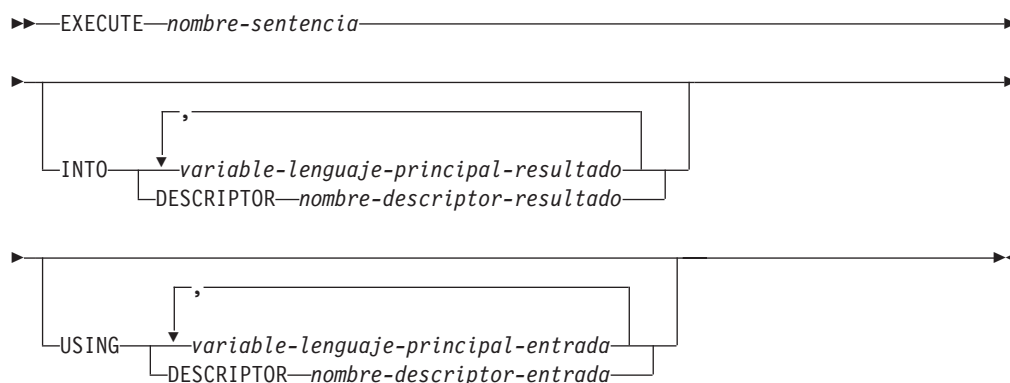 EXECUTE nombre-sentencia
,
INTO variable-lenguaje-principal-resultado
DESCRIPTOR nombre-descriptor-resultado
,
USING variable-lenguaje-principal-entrada
DESCRIPTOR nombre-descriptor-entrada